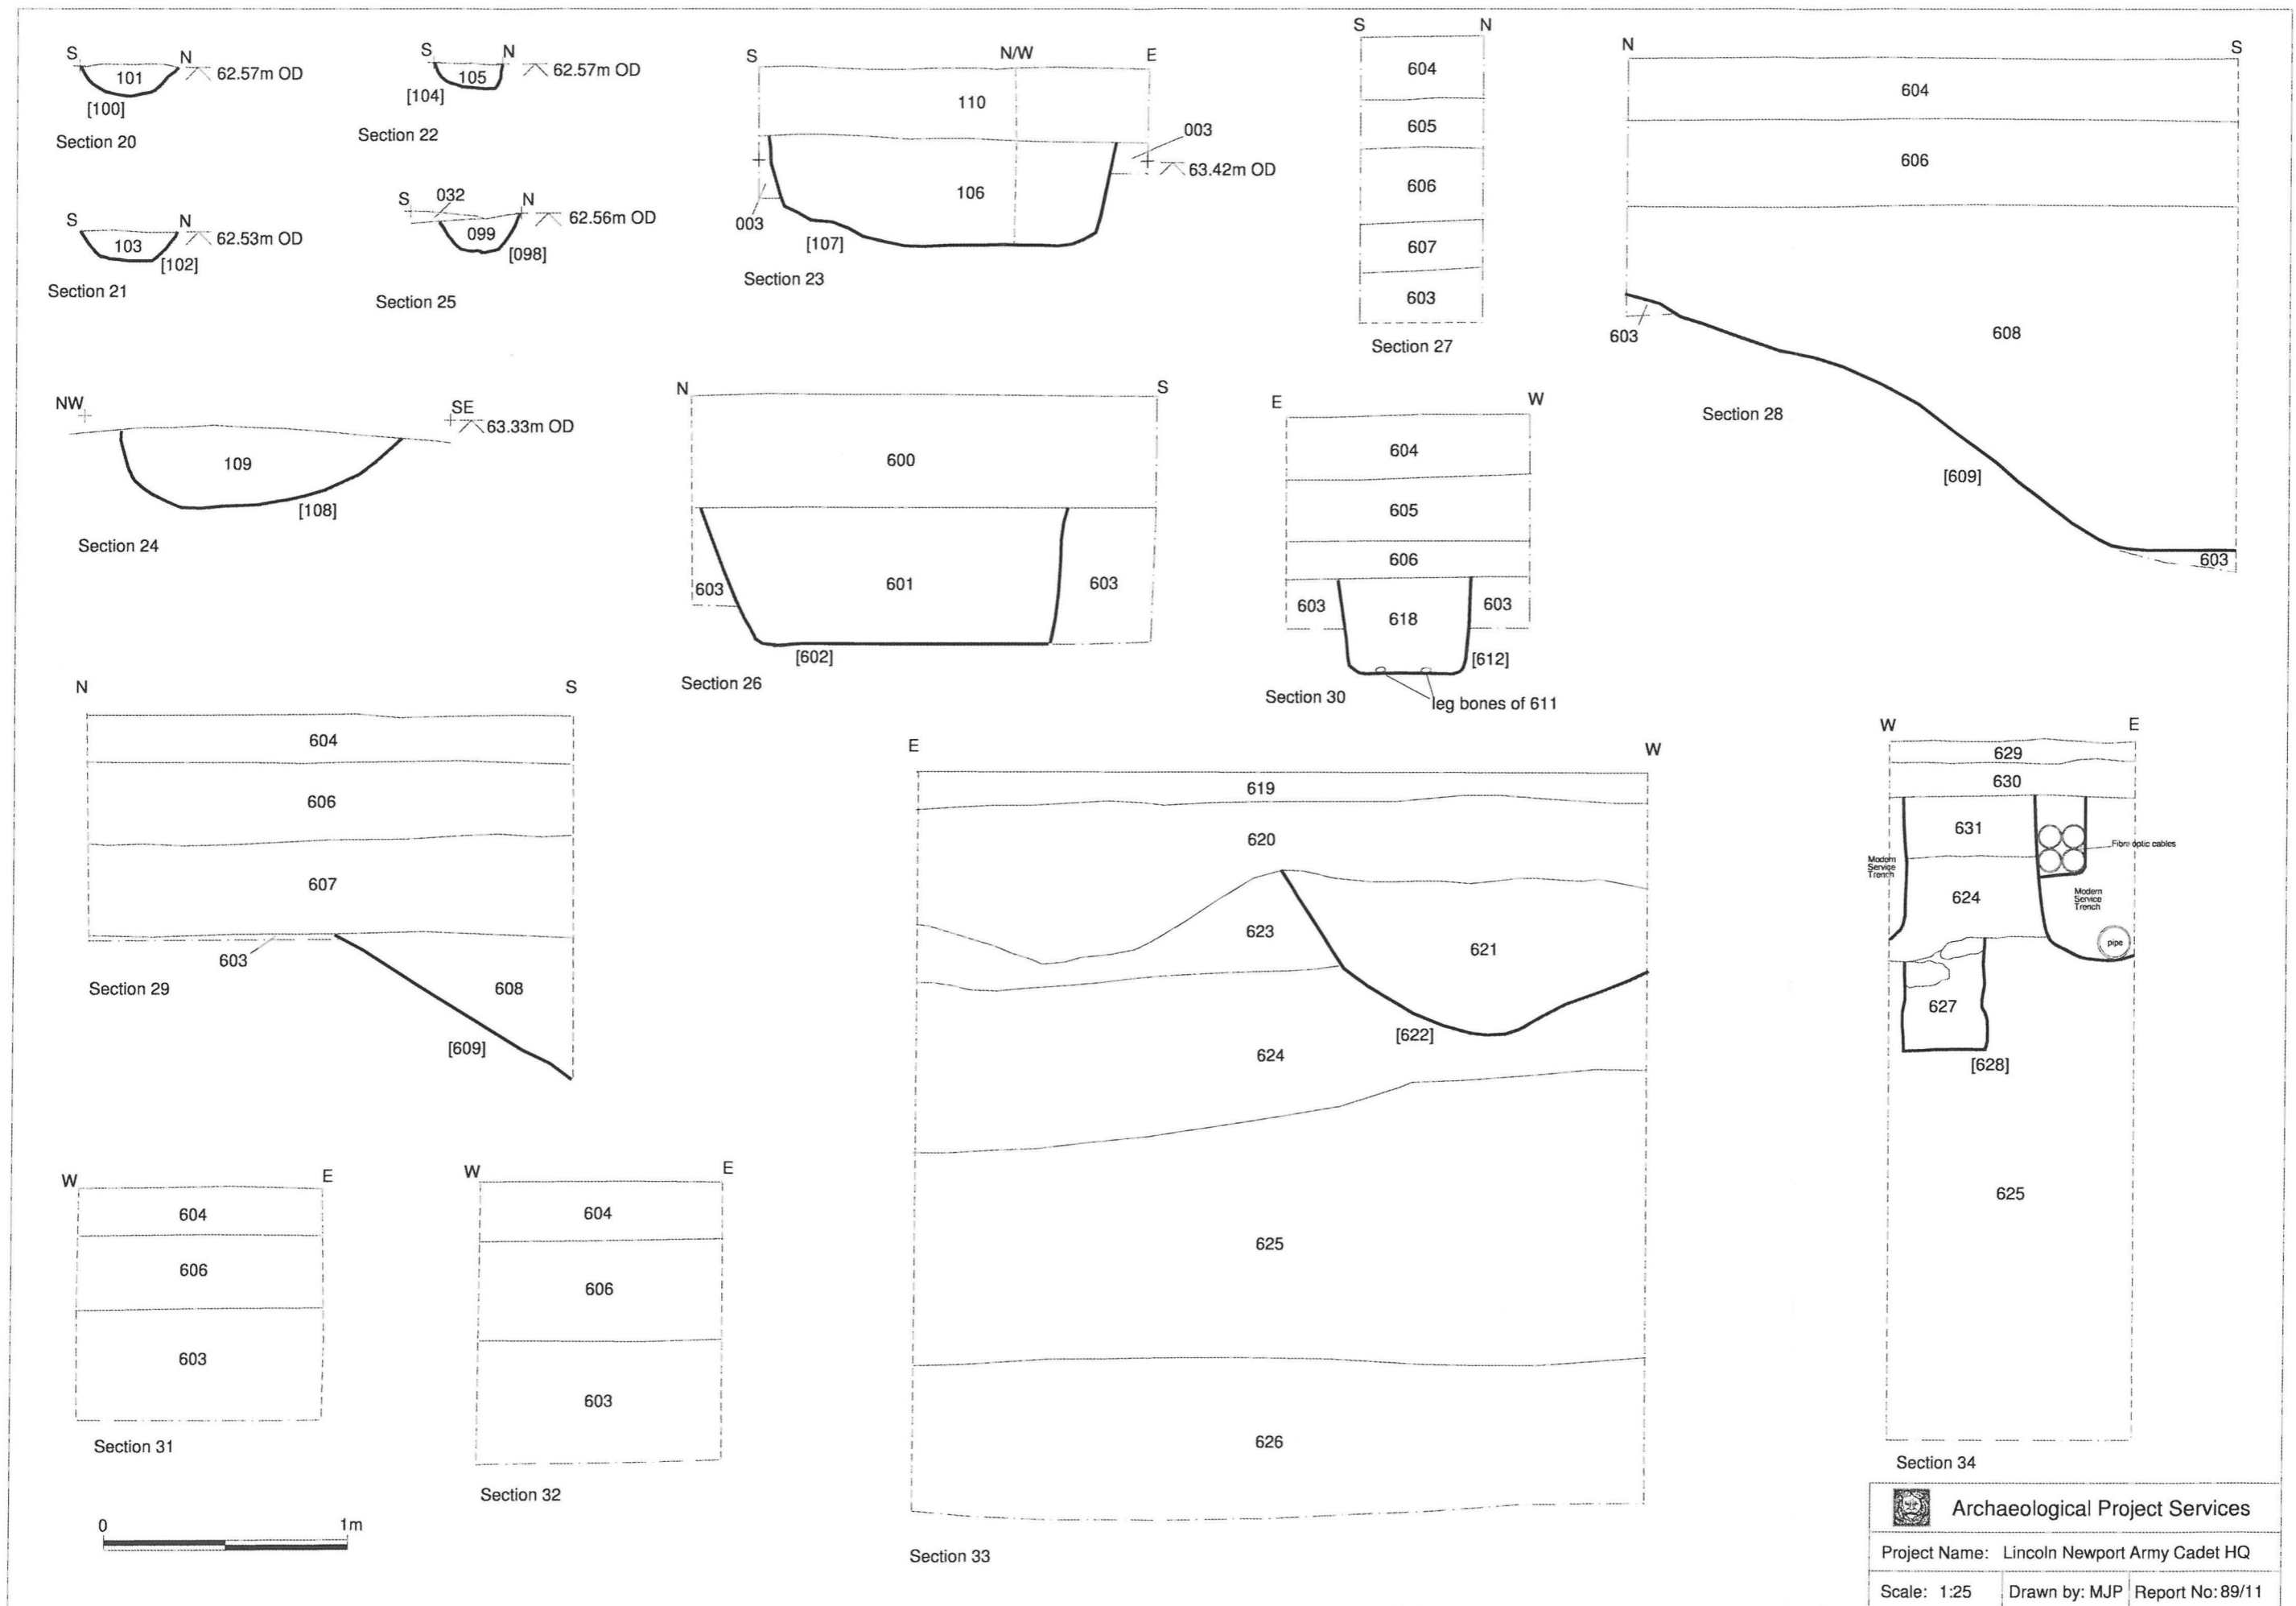 S N
101
62.57m OD
[100]
Section 20
S N
105
62.57m OD
[104]
Section 22
S N/W E
110
003
63.42m OD
106
003
[107]
Section 23
S N
604
605
606
607
603
Section 27
N S
604
606
608
603
[609]
603
Section 28
S N
103
62.53m OD
[102]
Section 21
S 032 N
099
62.56m OD
[098]
Section 25
NW SE
63.33m OD
109
[108]
Section 24
N S
600
603 601 603
[602]
Section 26
E W
604
605
606
603 618 603
[612]
Section 30
leg bones of 611
N S
604
606
607
603
608
[609]
Section 29
E W
619
620
623 621
[622]
624
625
626
Section 33
W E
629
630
631
Fibre optic cables
Modern
Service
Trench
624
Modern
Service
Trench
pipe
627
[628]
625
Section 34
W E
604
606
603
Section 31
W E
604
606
603
Section 32
0 1m
Archaeological Project Services
Project Name: Lincoln Newport Army Cadet HQ
Scale: 1:25 Drawn by: MJP Report No: 89/11